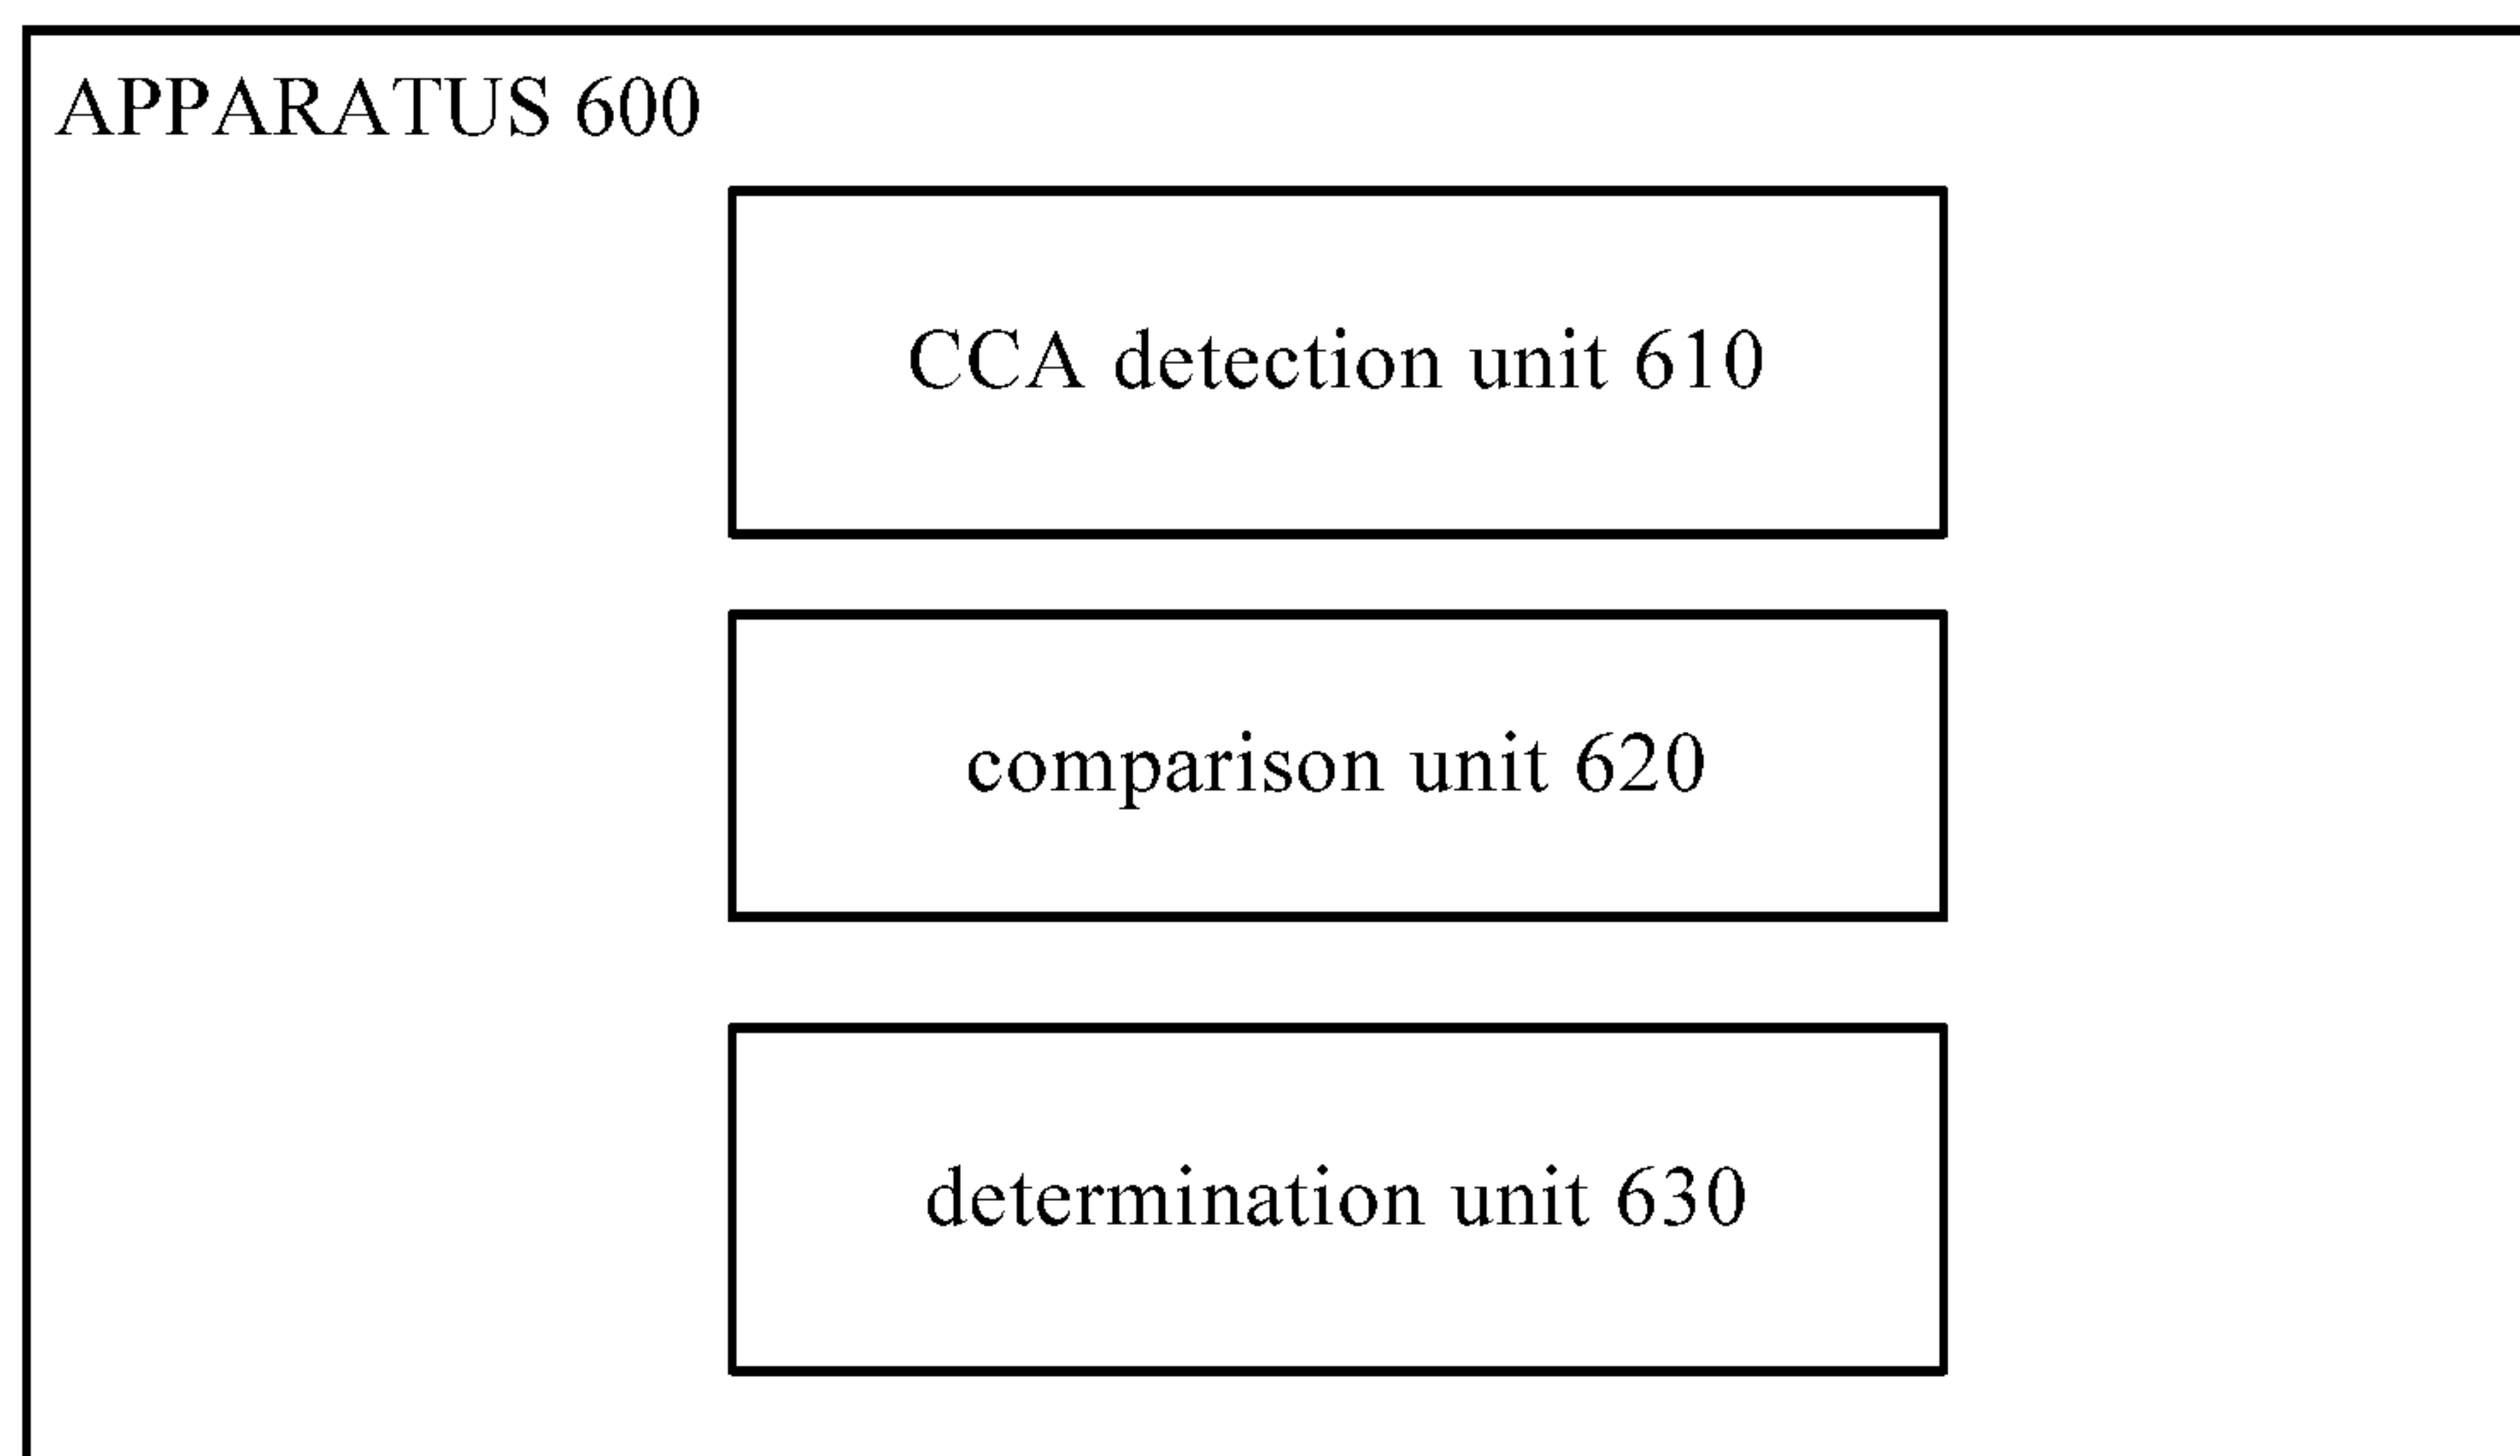 APPARATUS 600
CCA detection unit 610
comparison unit 620
determination unit 630